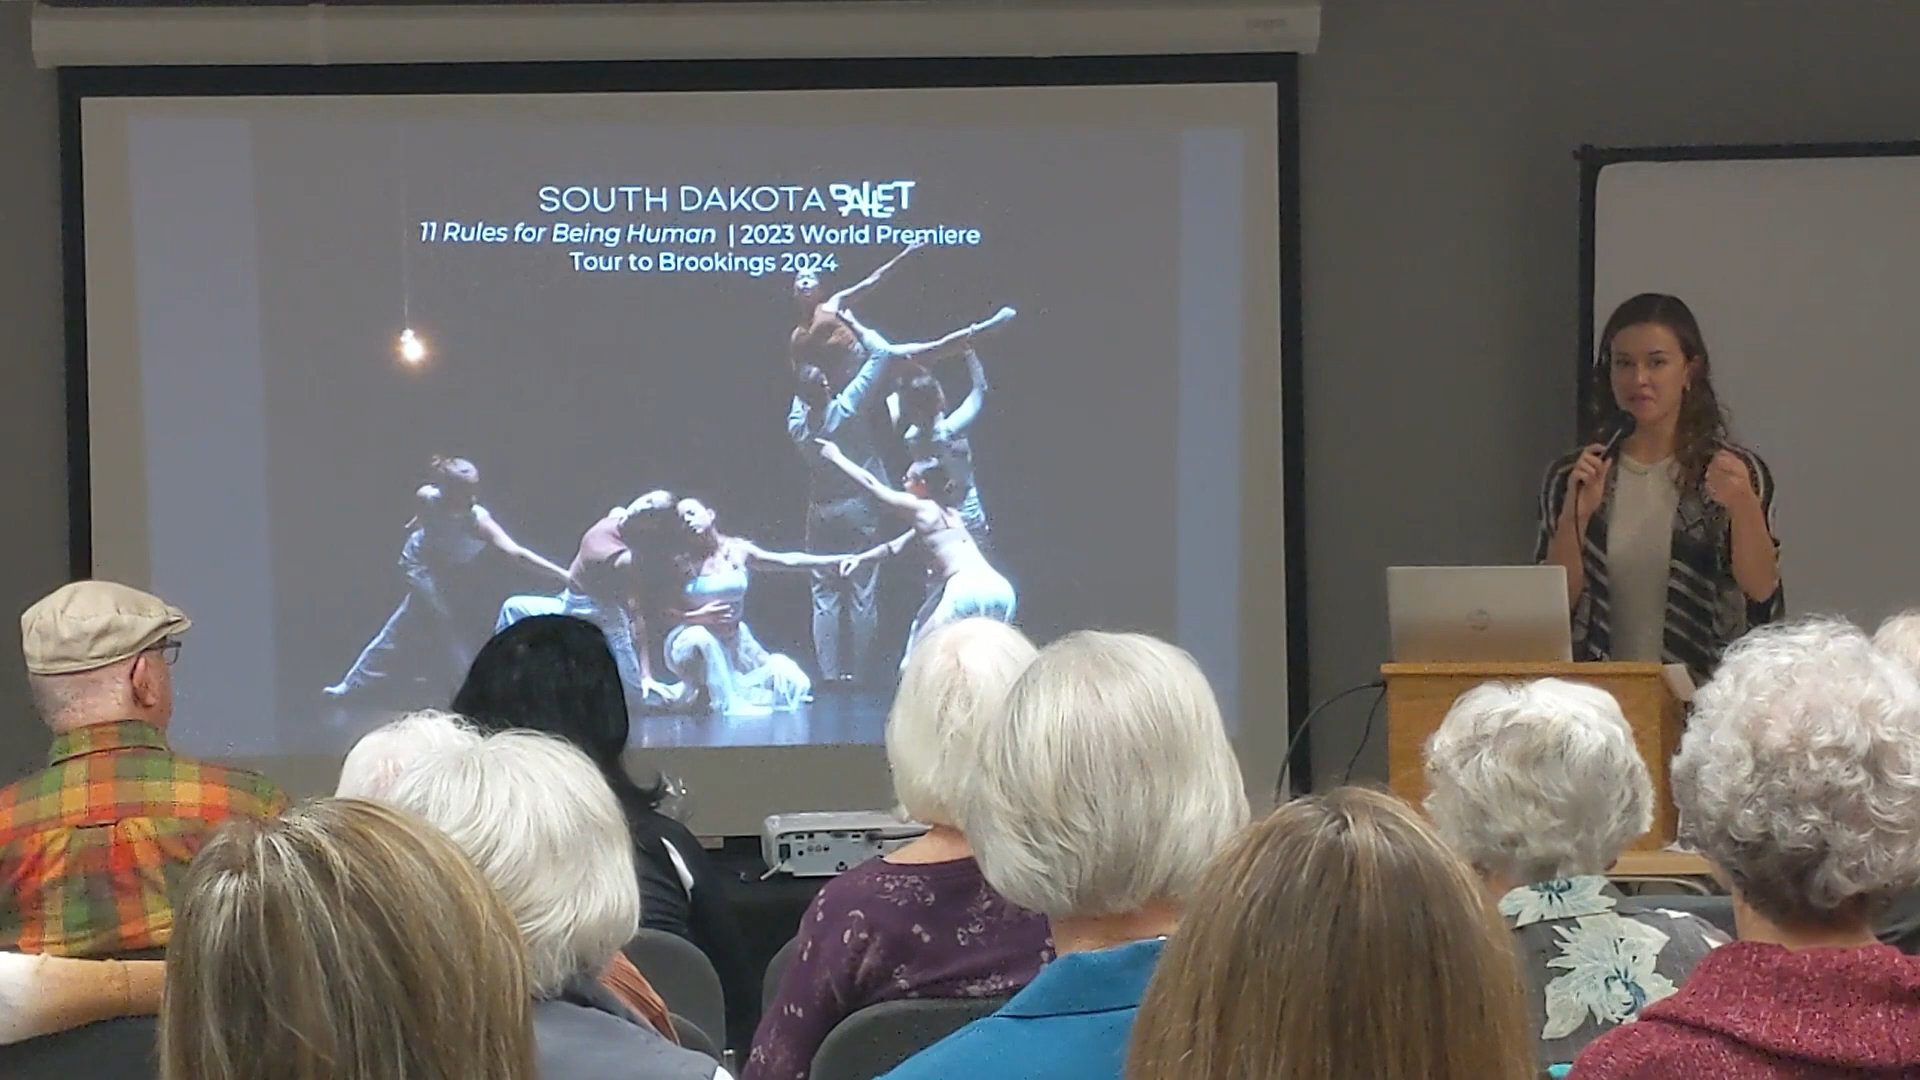 SOUTH DAKOTA BALLET
11 Rules for Being Human | 2023 World Premiere
Tour to Brookings 2024